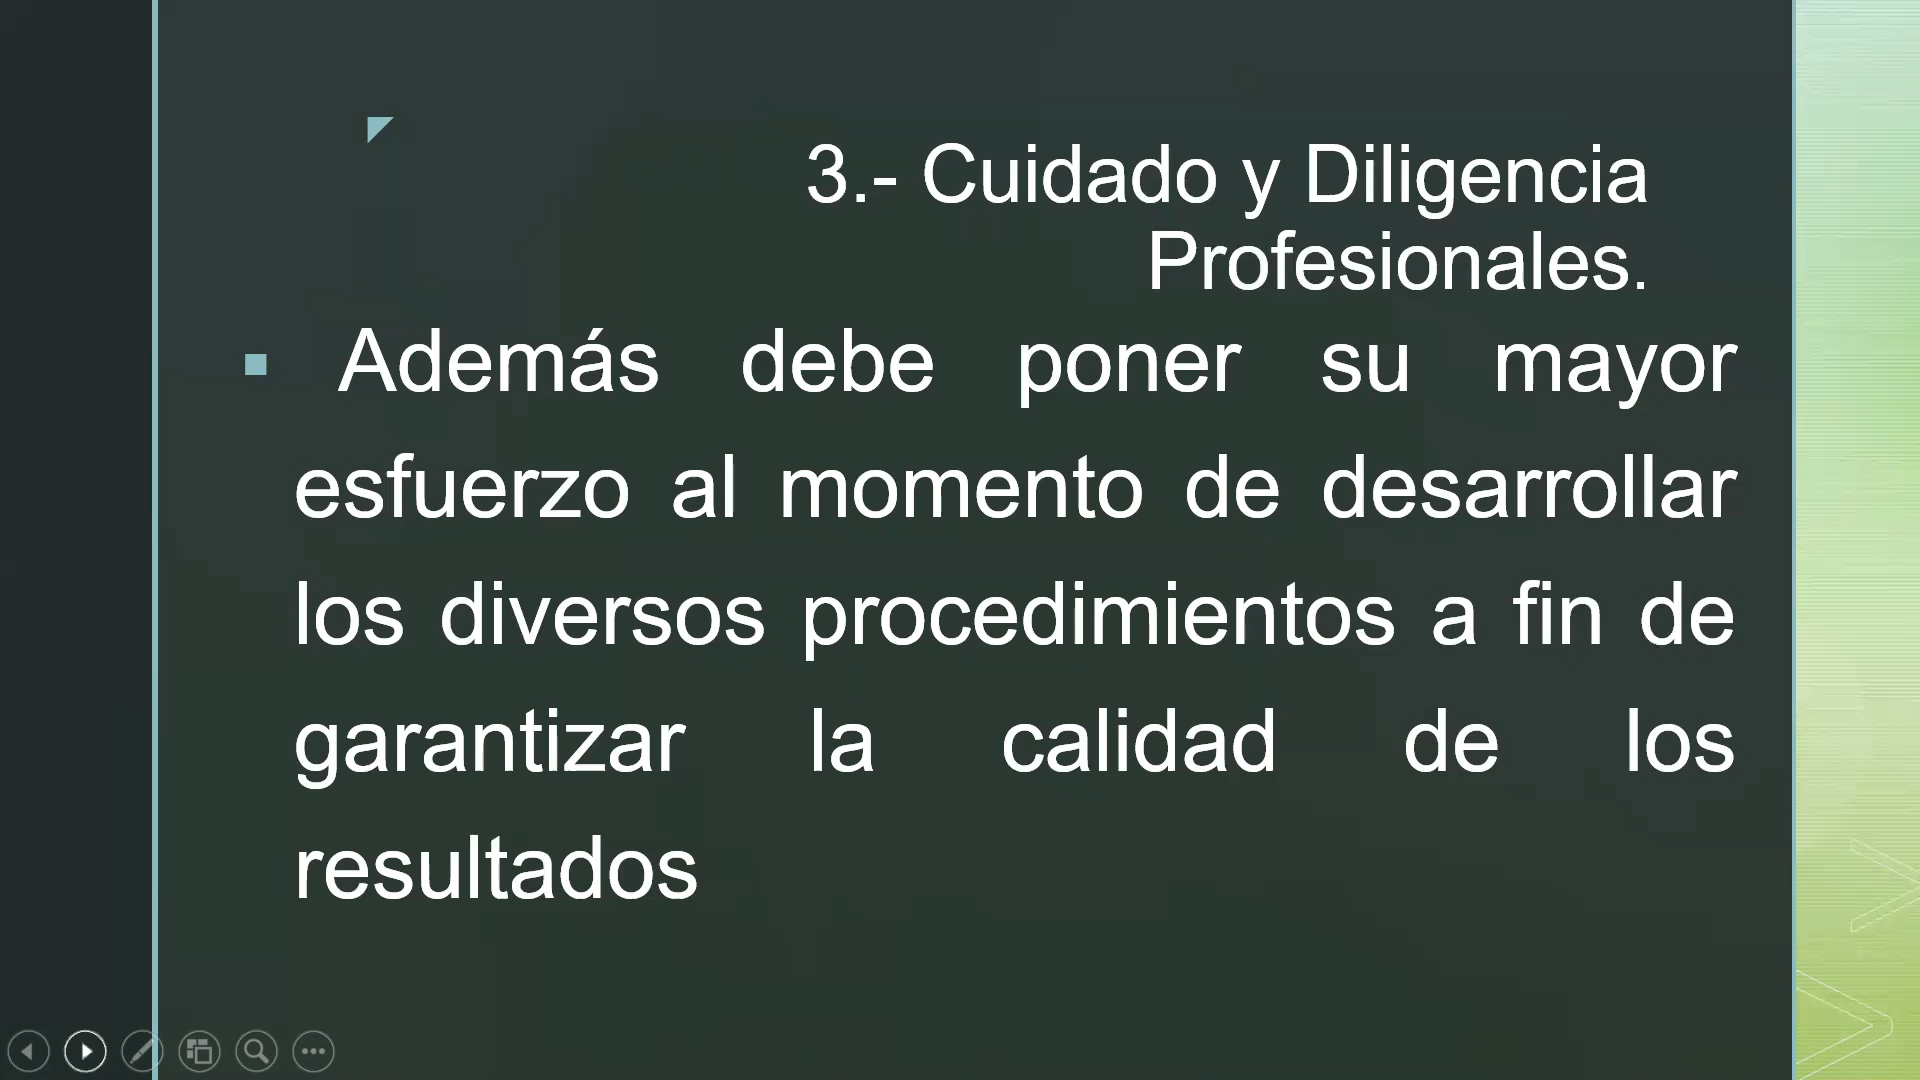 3.- Cuidado y Diligencia
Profesionales.
Además debe poner su mayor
esfuerzo al momento de desarrollar
los diversos procedimientos a fin de
garantizar la calidad de los
resultados